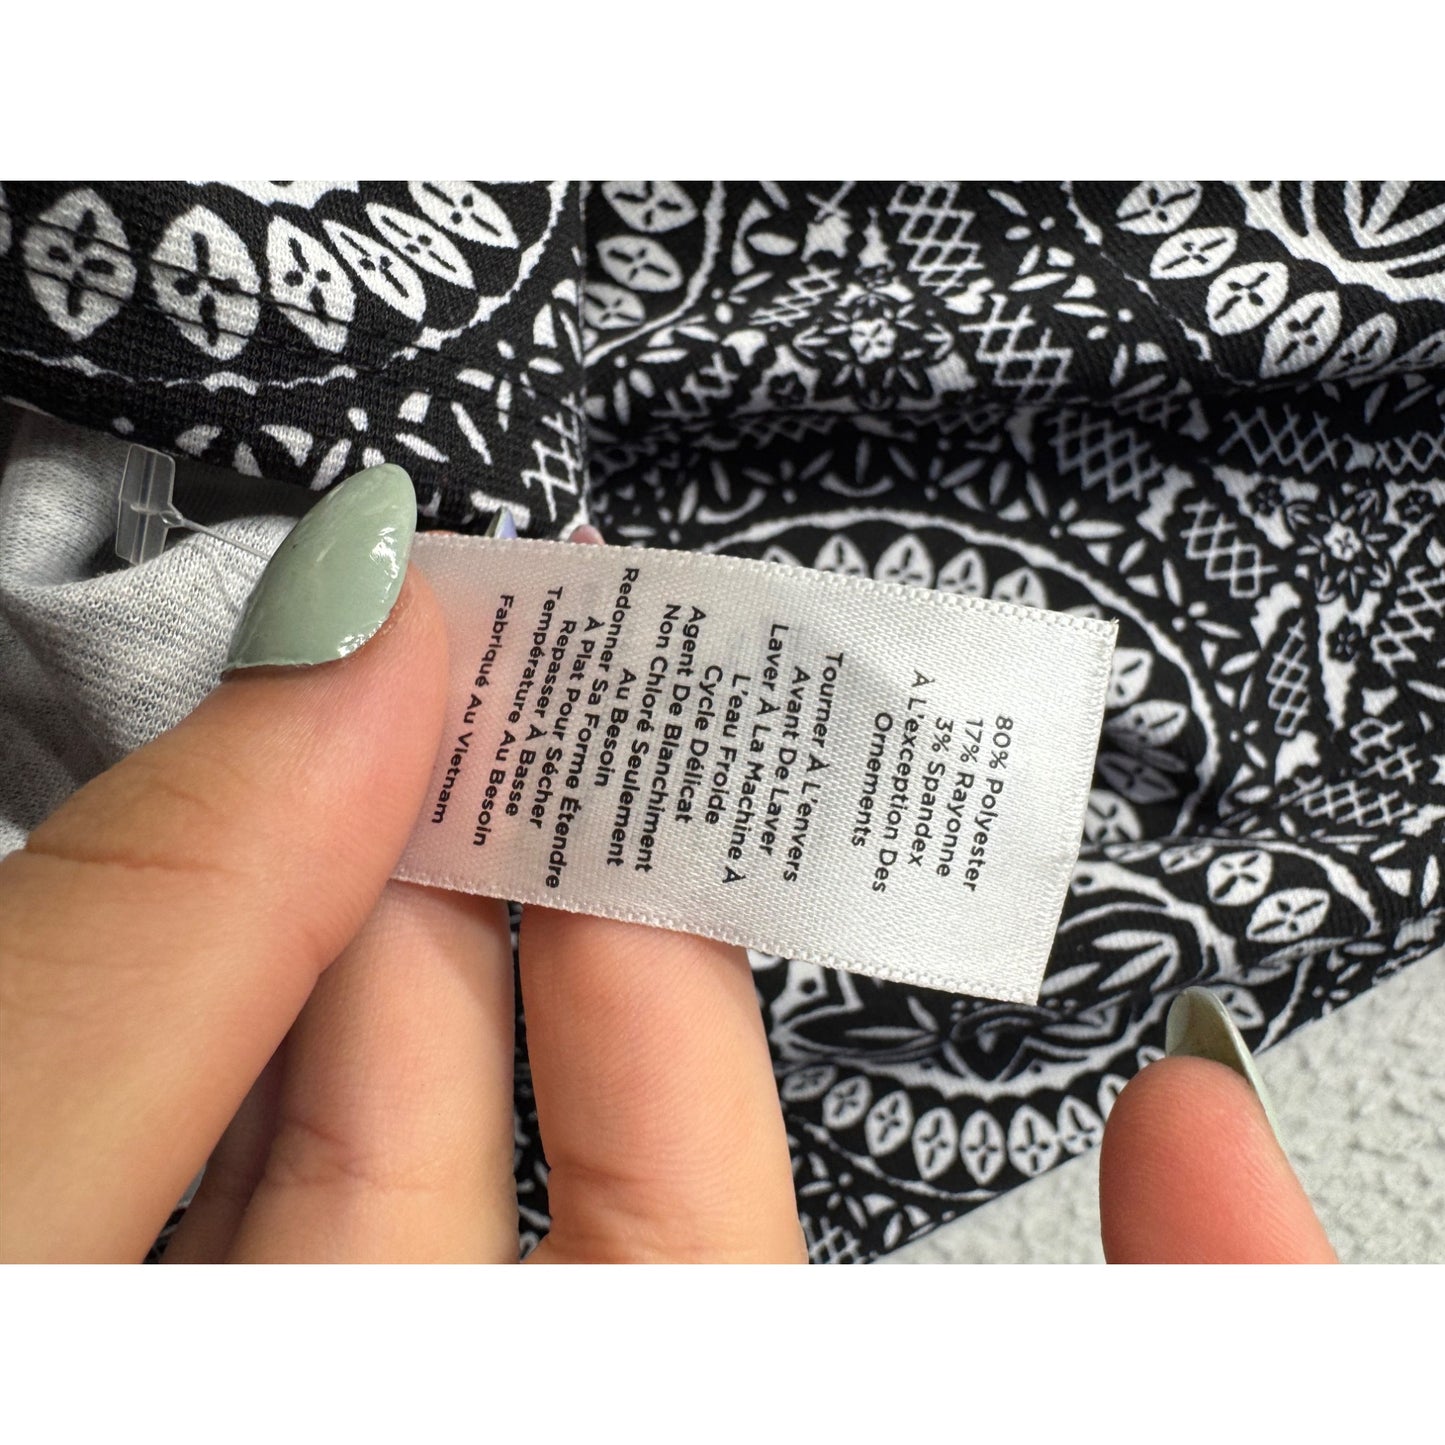 80% Polyester
17% Rayonne
3% Spandex
À L'exception Des
Ornements
Tourner À L'envers
Avant De Laver
Laver À La Machine À
L'eau Froide
Cycle Délicat
Agent De Blanchiment
Non Chloré Seulement
Au Besoin
Redonner Sa Forme Étendre
À Plat Pour Sécher
Repasser À Basse
Température Au Besoin
Fabriqué Au Vietnam